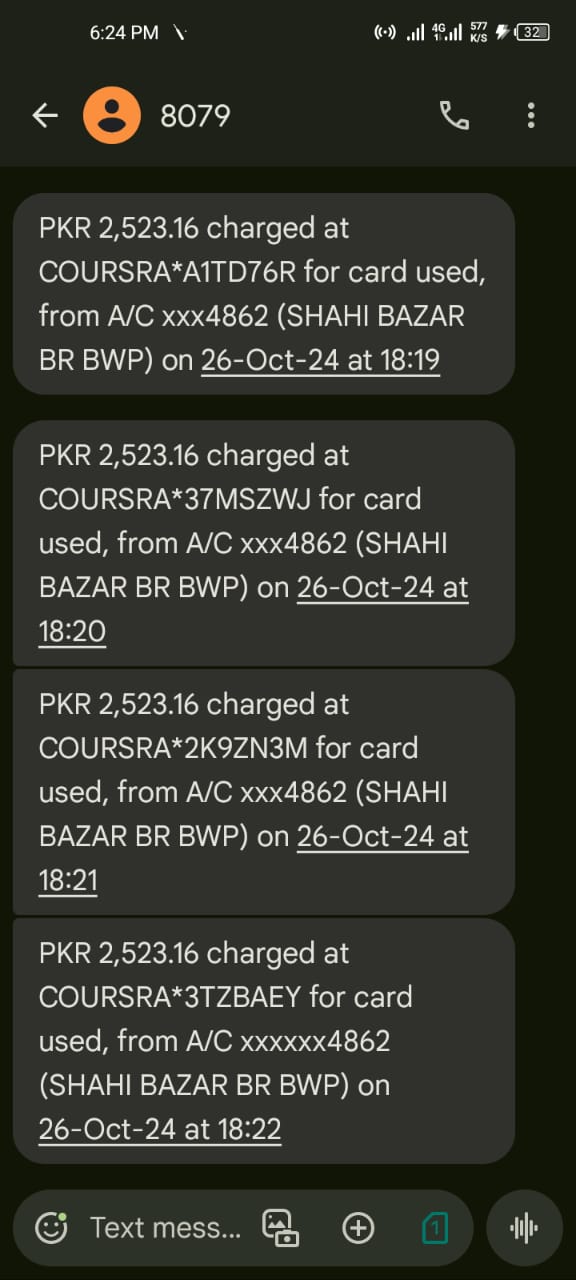 6:24 PM
4G
577
K/S
32
8079
PKR 2,523.16 charged at
COURSRA*A1TD76R for card used,
from A/C xxx4862 (SHAHI BAZAR
BR BWP) on 26-Oct-24 at 18:19
PKR 2,523.16 charged at
COURSRA*37MSZWJ for card
used, from A/C xxx4862 (SHAHI
BAZAR BR BWP) on 26-Oct-24 at
18:20
PKR 2,523.16 charged at
COURSRA*2K9ZN3M for card
used, from A/C xxx4862 (SHAHI
BAZAR BR BWP) on 26-Oct-24 at
18:21
PKR 2,523.16 charged at
COURSRA*3TZBAEY for card
used, from A/C xxxxxx4862
(SHAHI BAZAR BR BWP) on
26-Oct-24 at 18:22
Text mess...
1